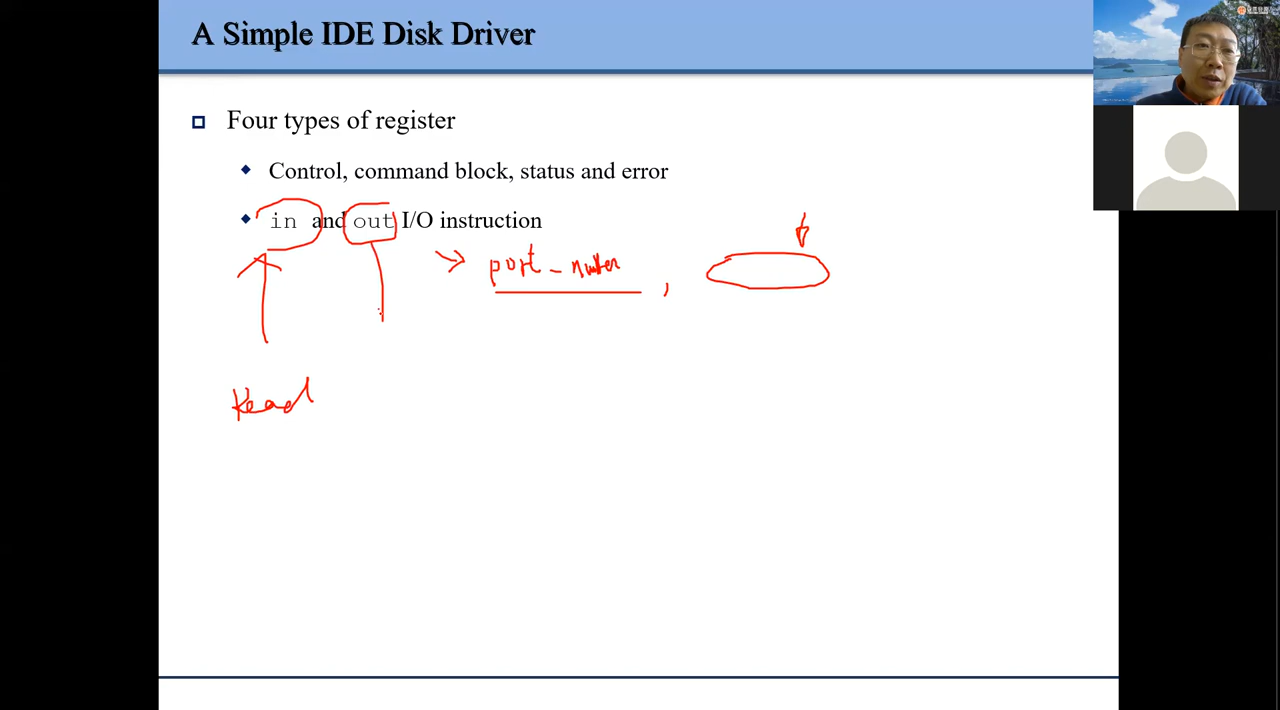 A Simple IDE Disk Driver
Four types of register
Control, command block, status and error
in and out I/O instruction
port_number ,
Read